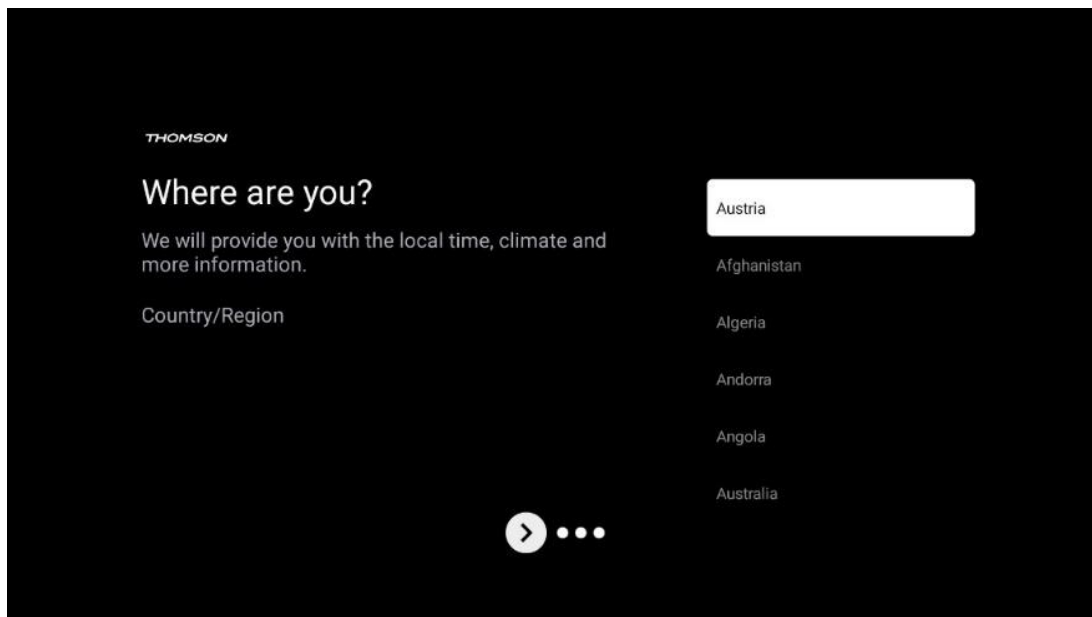 THOMSON
Where are you?
We will provide you with the local time, climate and
more information.
Country/Region
Austria
Afghanistan
Algeria
Andorra
Angola
Australia